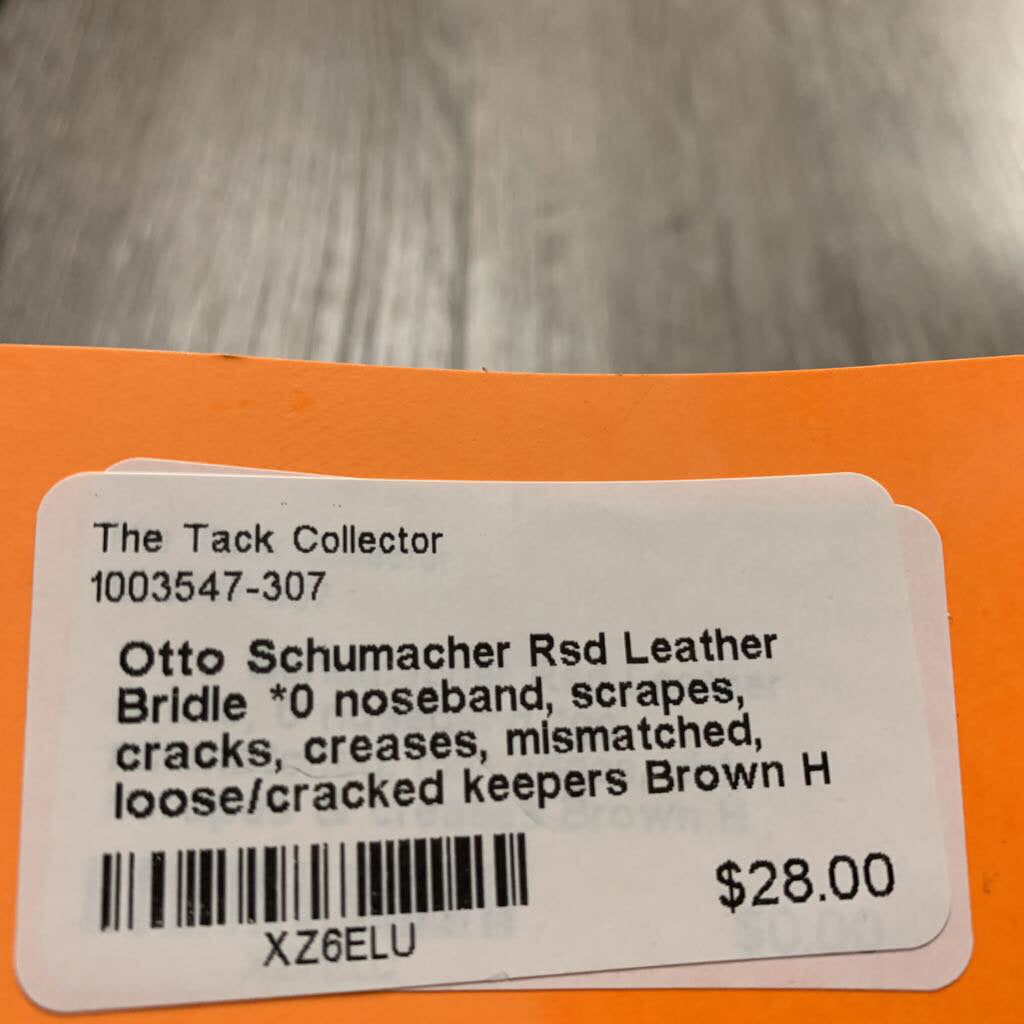 The Tack Collector
1003547-307
Otto Schumacher Rsd Leather
Bridle *0 noseband, scrapes,
cracks, creases, mismatched,
loose/cracked keepers Brown H
$28.00
XZ6ELU